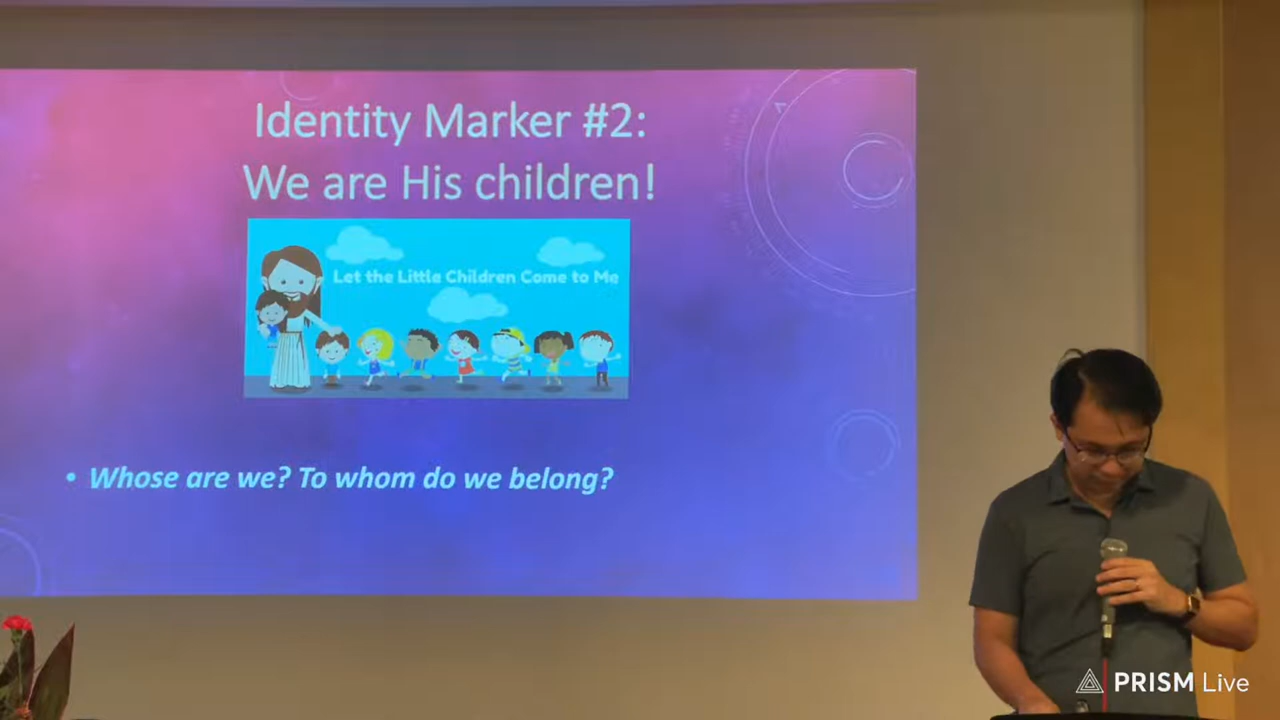 Identity Marker #2:
We are His children!
Let the Little Children Come to Me
• Whose are we? To whom do we belong?
PRISM Live